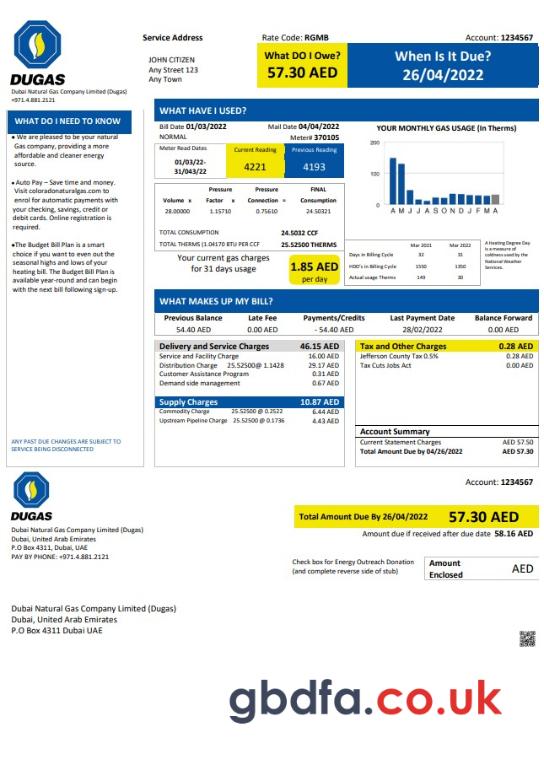 Service Address
Rate Code: RGMB
Account: 1234567
DUGAS
Dubai Natural Gas Company Limited (Dugas)
+971.4.881.2121
JOHN CITIZEN
Any Street 123
Any Town
What DO I Owe?
57.30 AED
When Is It Due?
26/04/2022
WHAT DO I NEED TO KNOW
• We are pleased to be your natural
Gas company, providing a more
affordable and cleaner energy
source.
• Auto Pay – Save time and money.
Visit coloradonaturalgas.com to
enrol for automatic payments with
your checking, savings, credit or
debit cards. Online registration is
required.
•The Budget Bill Plan is a smart
choice if you want to even out the
seasonal highs and lows of your
heating bill. The Budget Bill Plan is
available year-round and can begin
with the next bill following sign-up.
ANY PAST DUE CHANGES ARE SUBJECT TO
SERVICE BEING DISCONNECTED
WHAT HAVE I USED?
Bill Date 01/03/2022
Mail Date 04/04/2022
NORMAL
Meter# 370105
Meter Read Dates
Current Reading
Previous Reading
01/03/22-
31/043/22
4221
4193
Pressure Pressure FINAL
Volume x Factor x Connection = Consumption
28.00000 1.15710 0.75610 24.50321
TOTAL CONSUMPTION 24.5032 CCF
TOTAL THERMS (1.04170 BTU PER CCF 25.52500 THERMS
Your current gas charges
for 31 days usage
1.85 AED
per day
YOUR MONTHLY GAS USAGE (In Therms)
200
100
0
A M J J A S O N D J F M A
Mar 2021 Mar 2022
Days in Billing Cycle 32 31
HDD's in Billing Cycle 1550 1350
Actual usage Therms 149 30
A Heating Degree Day
is a measure of
coldness used by the
National Weather
Services.
WHAT MAKES UP MY BILL?
Previous Balance Late Fee Payments/Credits Last Payment Date Balance Forward
54.40 AED 0.00 AED - 54.40 AED 28/02/2022 0.00 AED
Delivery and Service Charges 46.15 AED
Service and Facility Charge 16.00 AED
Distribution Charge 25.52500@ 1.1428 29.17 AED
Customer Assistance Program 0.31 AED
Demand side management 0.67 AED
Supply Charges 10.87 AED
Commodity Charge 25.52500 @ 0.2522 6.44 AED
Upstream Pipeline Charge 25.52500 @ 0.1736 4.43 AED
Tax and Other Charges 0.28 AED
Jefferson County Tax 0.5% 0.28 AED
Tax Cuts Jobs Act 0.00 AED
Account Summary
Current Statement Charges AED 57.50
Total Amount Due by 04/26/2022 AED 57.30
Account: 1234567
DUGAS
Dubai Natural Gas Company Limited (Dugas)
Dubai, United Arab Emirates
P.O Box 4311, Dubai, UAE
PAY BY PHONE: +971.4.881.2121
Total Amount Due By 26/04/2022 57.30 AED
Amount due if received after due date 58.16 AED
Check box for Energy Outreach Donation
(and complete reverse side of stub)
Amount
Enclosed
AED
Dubai Natural Gas Company Limited (Dugas)
Dubai, United Arab Emirates
P.O Box 4311 Dubai UAE
gbdfa.co.uk